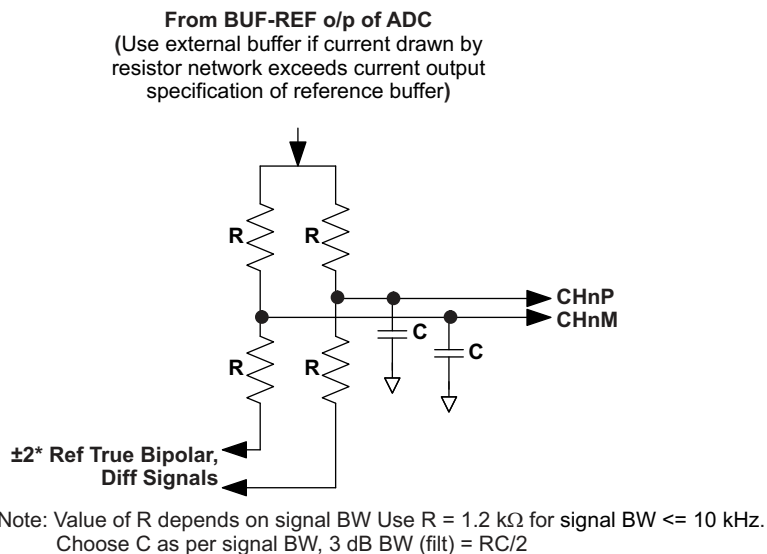 From BUF-REF o/p of ADC
(Use external buffer if current drawn by
resistor network exceeds current output
specification of reference buffer)
R
R
CHnP
CHnM
C
C
R
R
±2* Ref True Bipolar,
Diff Signals
Note: Value of R depends on signal BW Use R = 1.2 kΩ for signal BW <= 10 kHz.
Choose C as per signal BW, 3 dB BW (filt) = RC/2